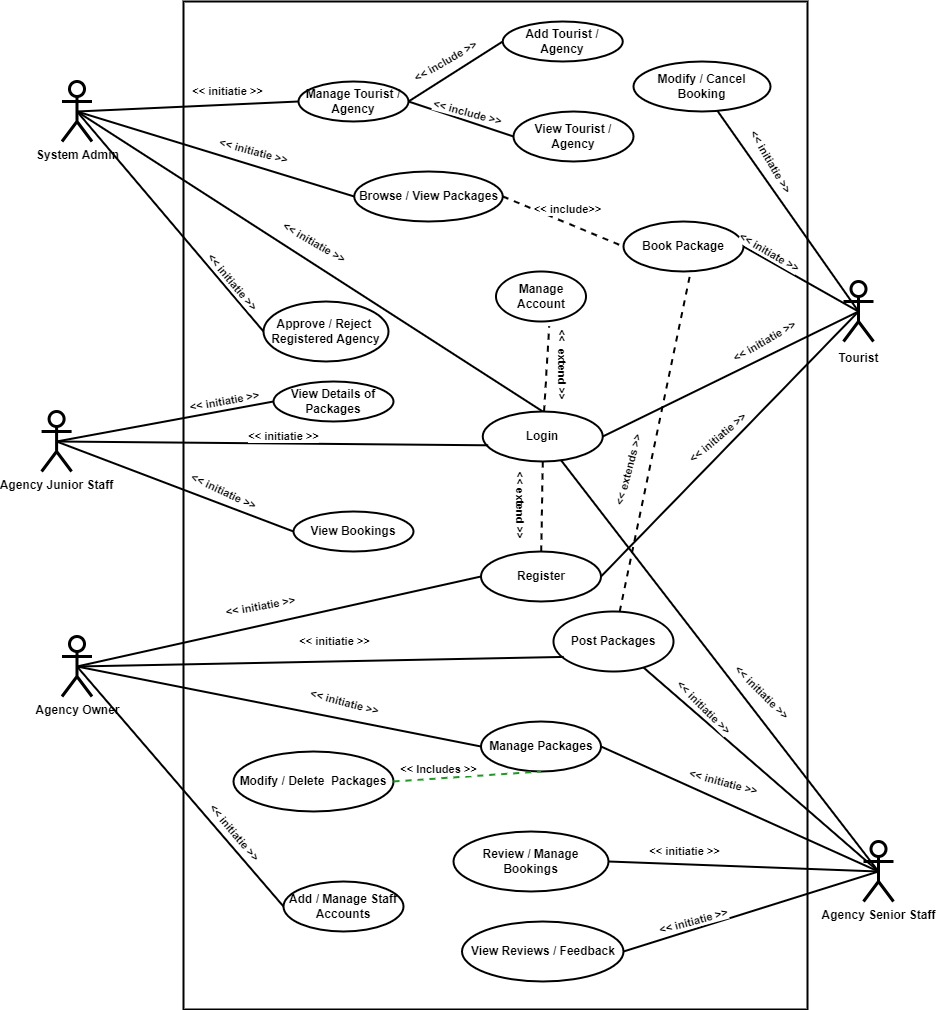 Add Tourist /
Agency
<< include >>
Modify / Cancel
Booking
<< initiatie >>
Manage Tourist /
Agency
<< include >>
View Tourist /
Agency
System Admin
<< initiatie >>
<< initiatie >>
Browse / View Packages
<< include>>
Book Package
<< initiate >>
<< initiatie >>
<< initiatie >>
Manage
Account
Approve / Reject
Registered Agency
<< initiatie >>
Tourist
<< extend >>
View Details of
Packages
<< initiatie >>
Login
<< initiatie >>
<< initiatie >>
<< extends >>
Agency Junior Staff
<< initiatie >>
<< extend >>
View Bookings
Register
<< initiatie >>
Post Packages
<< initiatie >>
Agency Owner
<< initiatie >>
<< initiatie >>
<< initiatie >>
Manage Packages
<< Includes >>
Modify / Delete  Packages
<< initiatie >>
<< initiatie >>
Review / Manage
Bookings
<< initiatie >>
Add / Manage Staff
Accounts
Agency Senior Staff
<< initiatie >>
View Reviews / Feedback